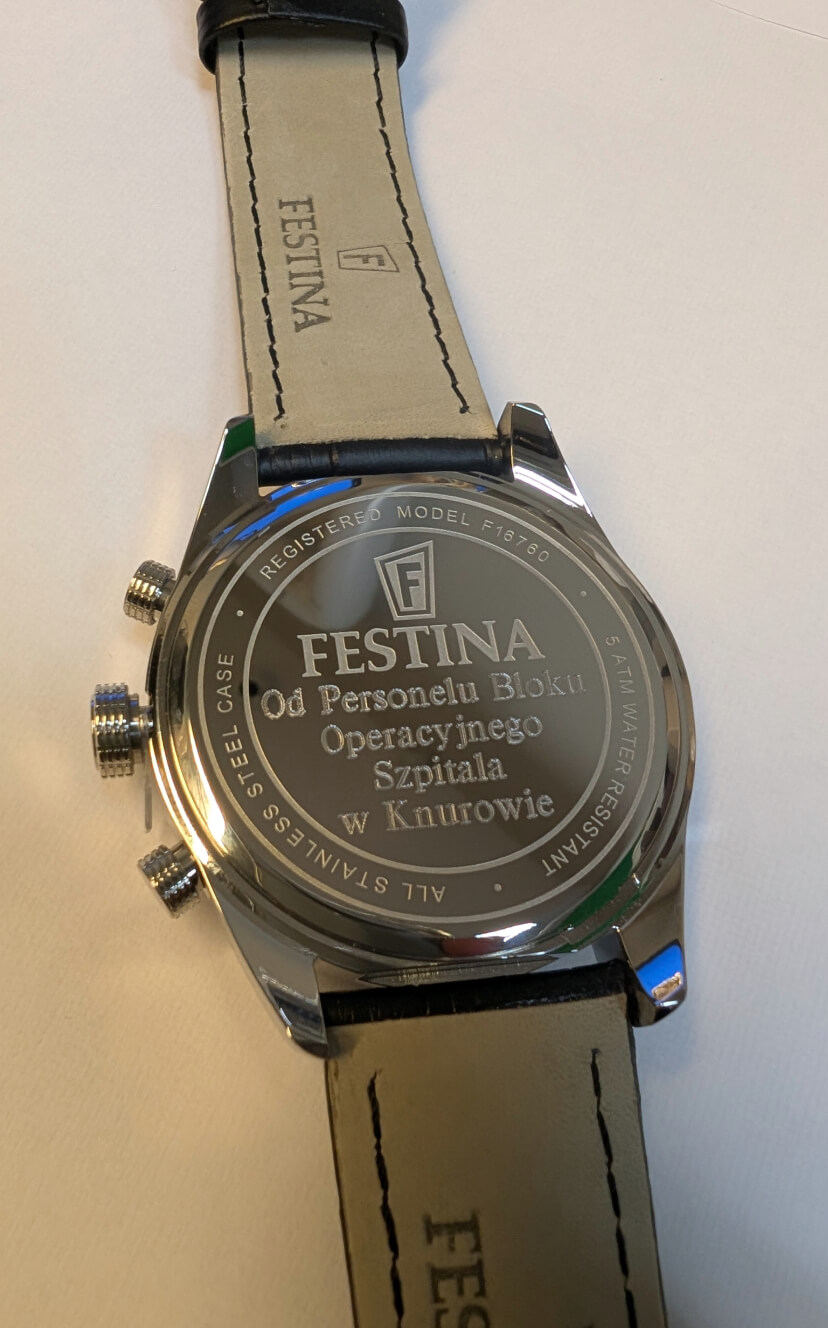 FESTINA
F
REGISTERED MODEL F16760
F
FESTINA
Od Personelu Bloku
Operacyjnego
Szpitala
w Knurowie
5 ATM WATER RESISTANT
ALL STAINLESS STEEL CASE
FES